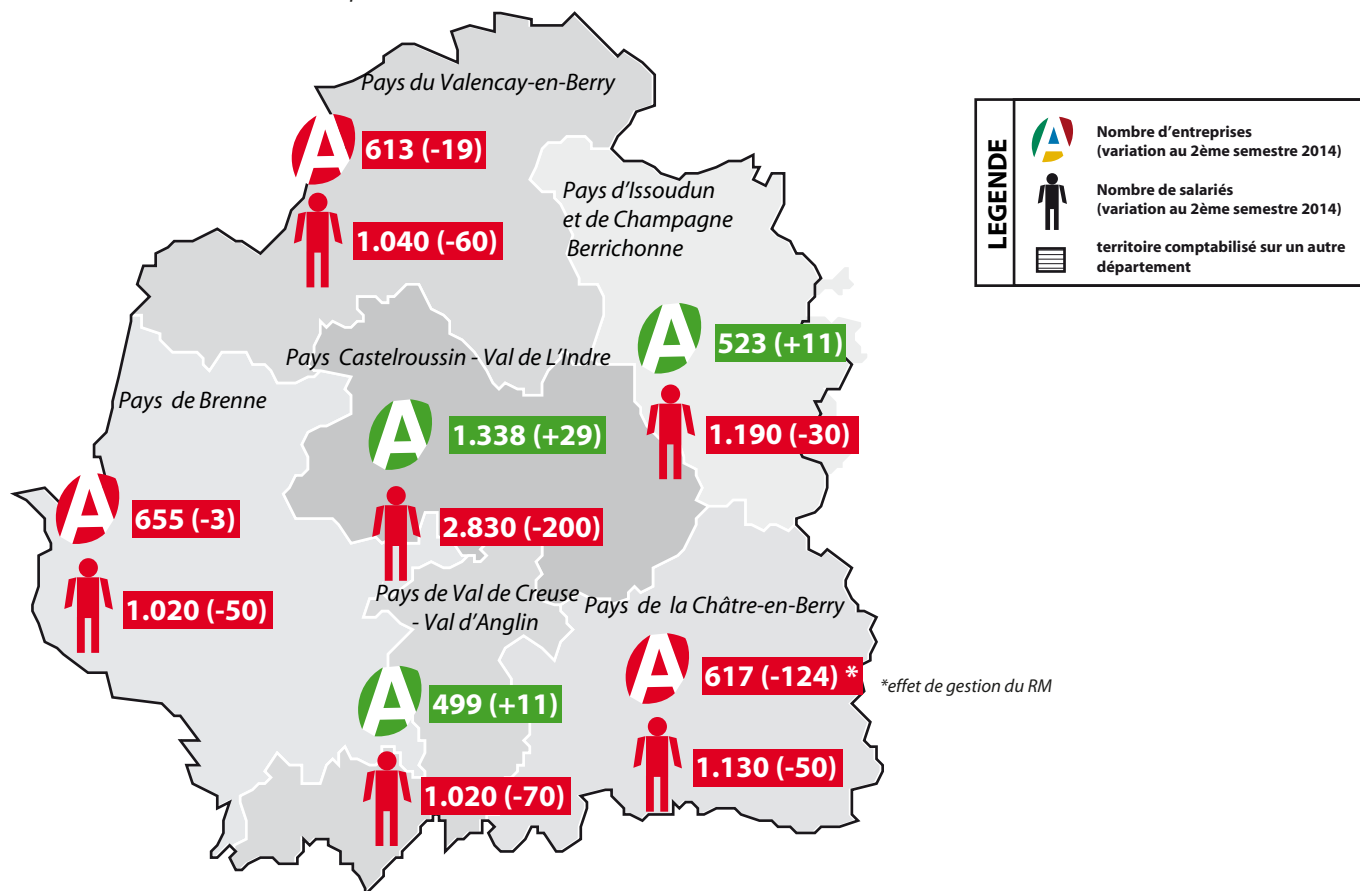 Pays du Valencay-en-Berry
613 (-19)
1.040 (-60)
Pays d'Issoudun
et de Champagne
Berrichonne
523 (+11)
1.190 (-30)
Pays Castelroussin - Val de L'Indre
1.338 (+29)
2.830 (-200)
Pays de Brenne
655 (-3)
1.020 (-50)
Pays de Val de Creuse
- Val d'Anglin
499 (+11)
1.020 (-70)
Pays de la Châtre-en-Berry
617 (-124) *
*effet de gestion du RM
1.130 (-50)
LEGENDE
Nombre d'entreprises
(variation au 2ème semestre 2014)
Nombre de salariés
(variation au 2ème semestre 2014)
territoire comptabilisé sur un autre
département